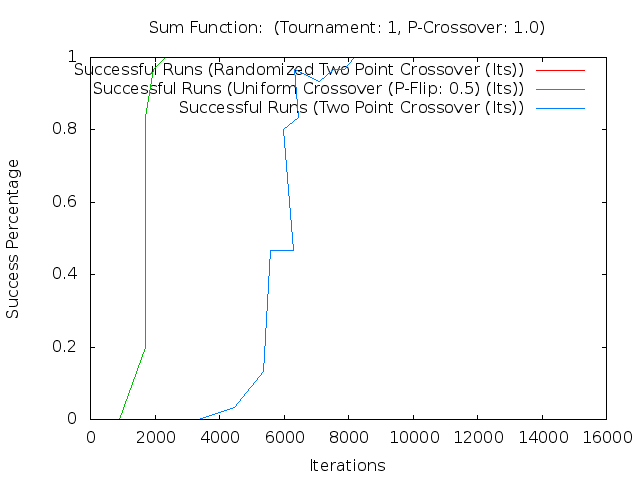 Sum Function:  (Tournament: 1, P-Crossover: 1.0)
1
Successful Runs (Randomized Two Point Crossover (Its))
Successful Runs (Uniform Crossover (P-Flip: 0.5) (Its))
Successful Runs (Two Point Crossover (Its))
0.8
0.6
0.4
0.2
0
Success Percentage
0 2000 4000 6000 8000 10000 12000 14000 16000
Iterations